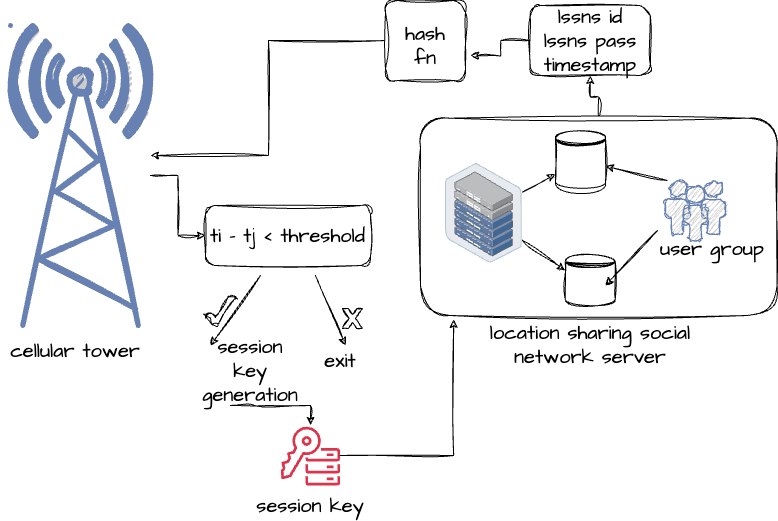 lssns id
lssns pass
timestamp
hash
fn
ti - tj < threshold
user group
location sharing social
network server
cellular tower
session
key
generation
X
exit
session key